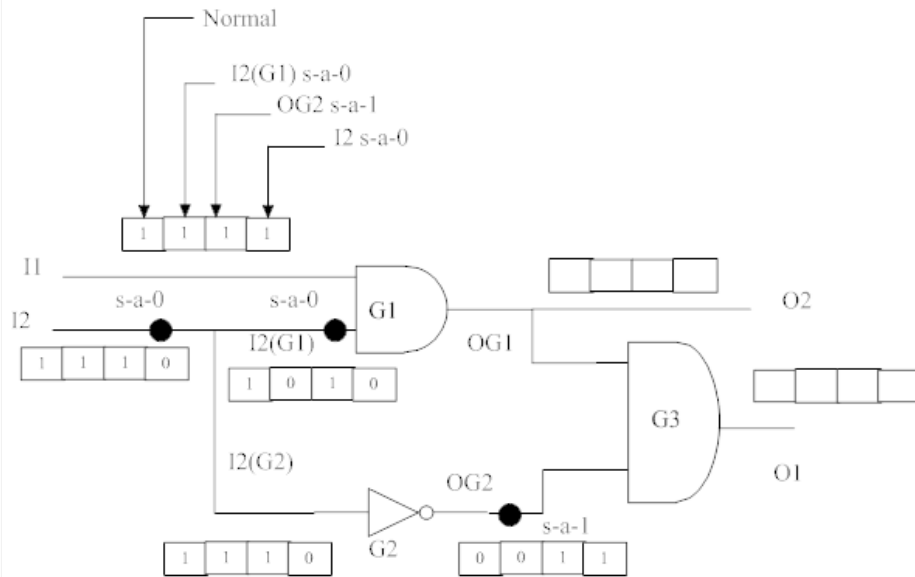 Normal
I2(G1) s-a-0
OG2 s-a-1
I2 s-a-0
1 1 1 1
I1
s-a-0 s-a-0
I2
G1
O2
I2(G1)
OG1
1 1 1 0
1 0 1 0
G3
I2(G2)
OG2
O1
s-a-1
G2
1 1 1 0
0 0 1 1